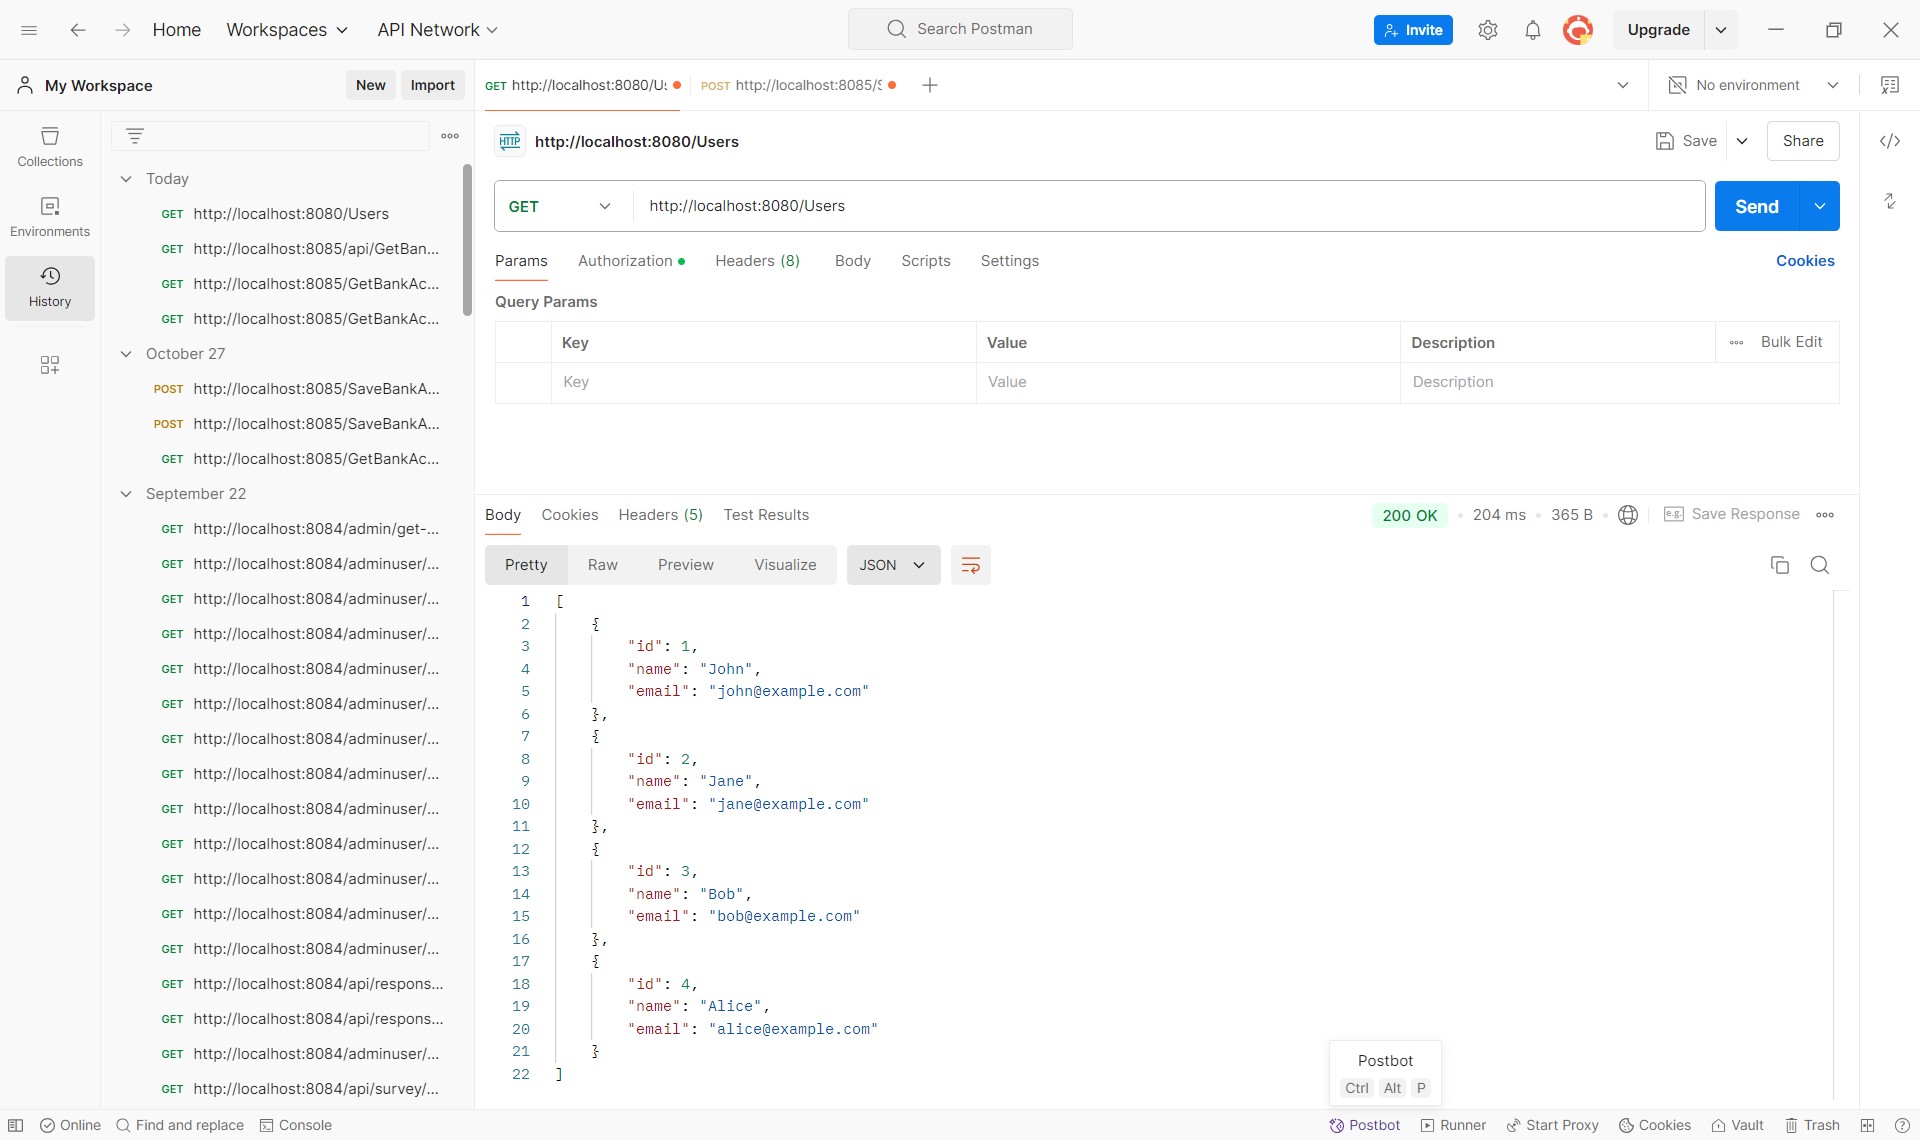 Home Workspaces API Network Search Postman Invite Upgrade
My Workspace New Import GET http://localhost:8080/Us POST http://localhost:8085/S No environment
HTTP http://localhost:8080/Users Save Share
Collections
Environments
History
Today
GET http://localhost:8080/Users
GET http://localhost:8085/api/GetBan...
GET http://localhost:8085/GetBankAc...
GET http://localhost:8085/GetBankAc...
October 27
POST http://localhost:8085/SaveBankA...
POST http://localhost:8085/SaveBankA...
GET http://localhost:8085/GetBankAc...
September 22
GET http://localhost:8084/admin/get-...
GET http://localhost:8084/adminuser/...
GET http://localhost:8084/adminuser/...
GET http://localhost:8084/adminuser/...
GET http://localhost:8084/adminuser/...
GET http://localhost:8084/adminuser/...
GET http://localhost:8084/adminuser/...
GET http://localhost:8084/adminuser/...
GET http://localhost:8084/adminuser/...
GET http://localhost:8084/adminuser/...
GET http://localhost:8084/adminuser/...
GET http://localhost:8084/adminuser/...
GET http://localhost:8084/adminuser/...
GET http://localhost:8084/api/respons...
GET http://localhost:8084/api/respons...
GET http://localhost:8084/adminuser/...
GET http://localhost:8084/api/survey/...
GET http://localhost:8080/Users Send
Params Authorization Headers (8) Body Scripts Settings Cookies
Query Params
Key Value Description Bulk Edit
Key Value Description
Body Cookies Headers (5) Test Results 200 OK • 204 ms • 365 B • e.g. Save Response
Pretty Raw Preview Visualize JSON
1 [
2 {
3 "id": 1,
4 "name": "John",
5 "email": "john@example.com"
6 },
7 {
8 "id": 2,
9 "name": "Jane",
10 "email": "jane@example.com"
11 },
12 {
13 "id": 3,
14 "name": "Bob",
15 "email": "bob@example.com"
16 },
17 {
18 "id": 4,
19 "name": "Alice",
20 "email": "alice@example.com"
21 }
22 ]
Postbot
Ctrl Alt P
Online Find and replace Console Postbot Runner Start Proxy Cookies Vault Trash